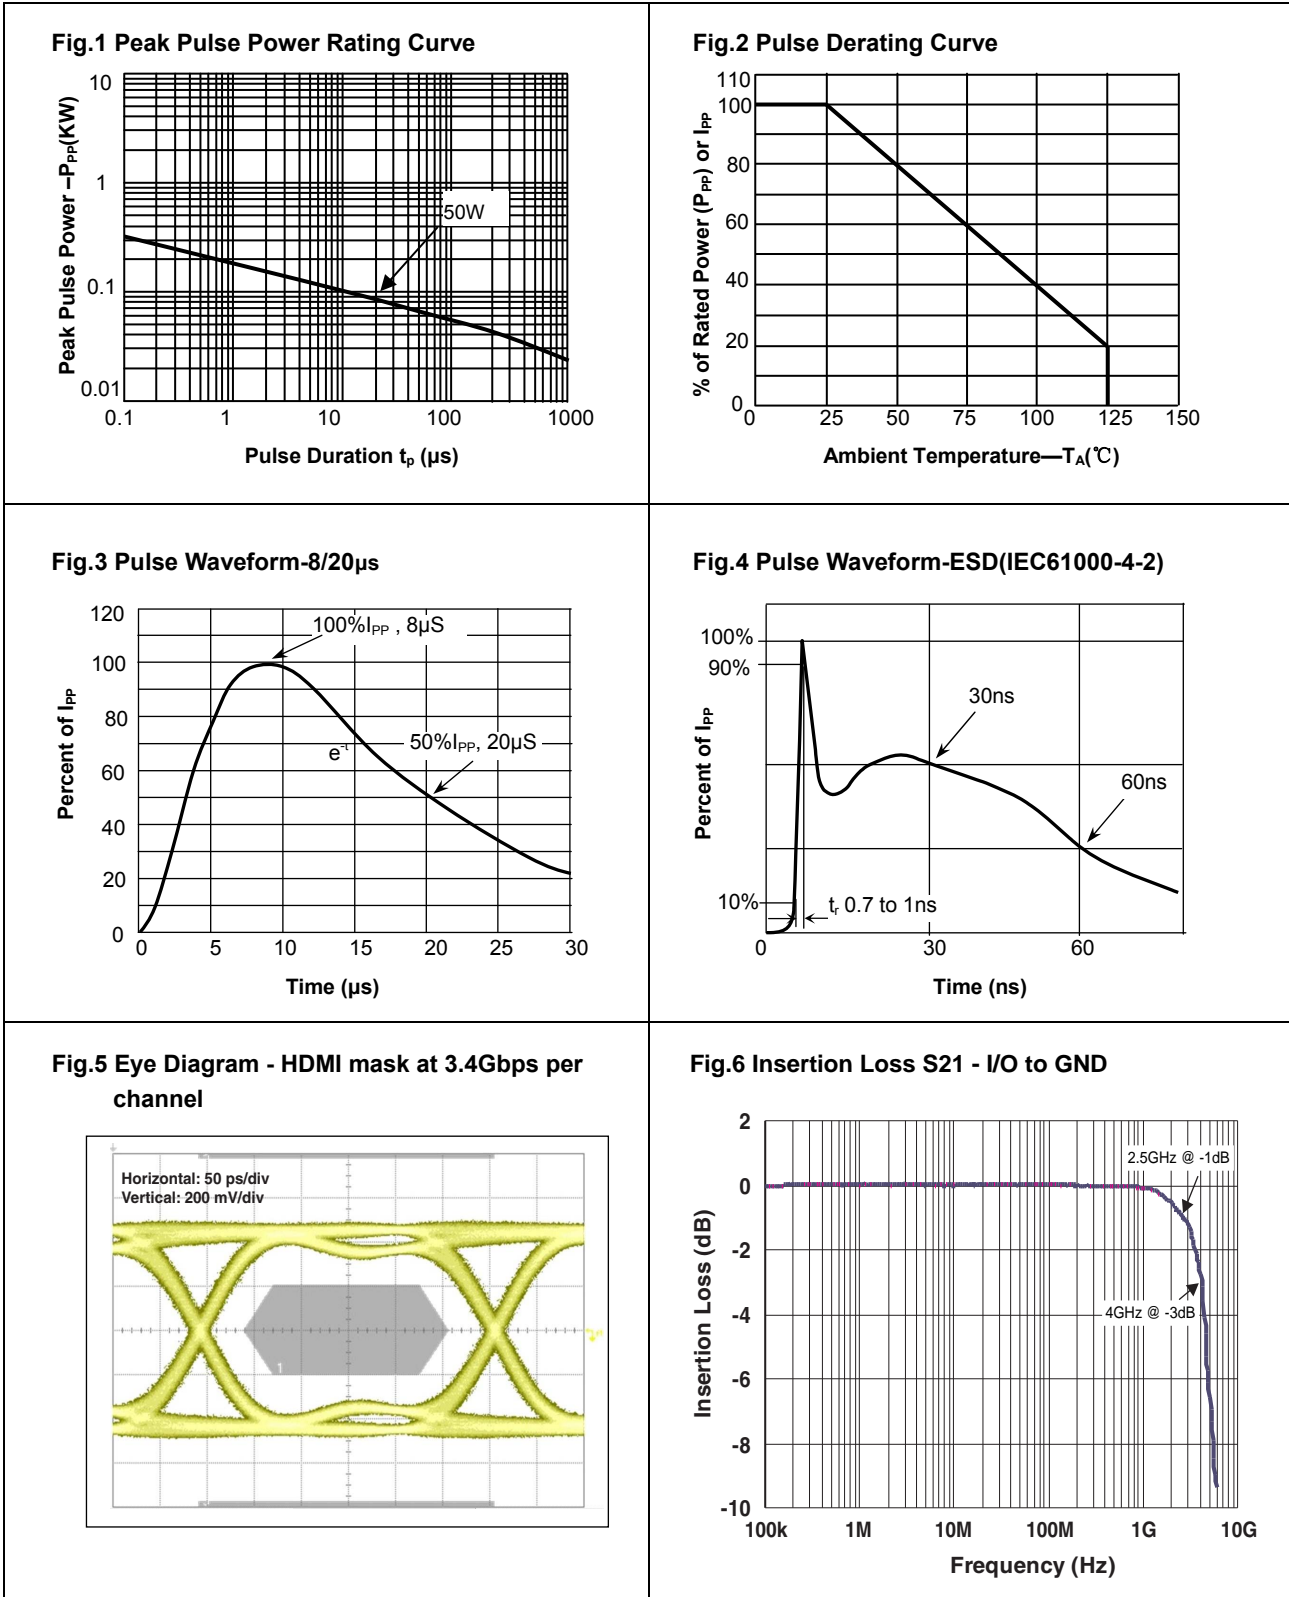 Fig.1 Peak Pulse Power Rating Curve
Peak Pulse Power –PPP(KW)
10
1
0.1
0.01
50W
0.1 1 10 100 1000
Pulse Duration tp (µs)
Fig.2 Pulse Derating Curve
% of Rated Power (PPP) or IPP
110
100
80
60
40
20
0
0 25 50 75 100 125 150
Ambient Temperature—TA(℃)
Fig.3 Pulse Waveform-8/20µs
Percent of IPP
120
100
80
60
40
20
0
100%IPP , 8µS
e-t
50%IPP, 20µS
0 5 10 15 20 25 30
Time (µs)
Fig.4 Pulse Waveform-ESD(IEC61000-4-2)
Percent of IPP
100%
90%
10%
30ns
60ns
tr 0.7 to 1ns
0 30 60
Time (ns)
Fig.5 Eye Diagram - HDMI mask at 3.4Gbps per
channel
Horizontal: 50 ps/div
Vertical: 200 mV/div
1
Fig.6 Insertion Loss S21 - I/O to GND
Insertion Loss (dB)
2
0
-2
-4
-6
-8
-10
2.5GHz @ -1dB
4GHz @ -3dB
100k 1M 10M 100M 1G 10G
Frequency (Hz)